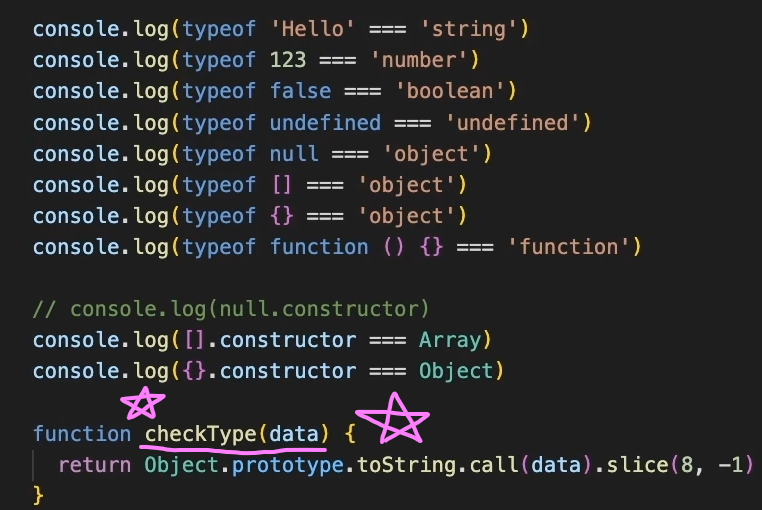 console.log(typeof 'Hello' === 'string')
console.log(typeof 123 === 'number')
console.log(typeof false === 'boolean')
console.log(typeof undefined === 'undefined')
console.log(typeof null === 'object')
console.log(typeof [] === 'object')
console.log(typeof {} === 'object')
console.log(typeof function () {} === 'function')
// console.log(null.constructor)
console.log([].constructor === Array)
console.log({}.constructor === Object)
function checkType(data) {
return Object.prototype.toString.call(data).slice(8, -1)
}